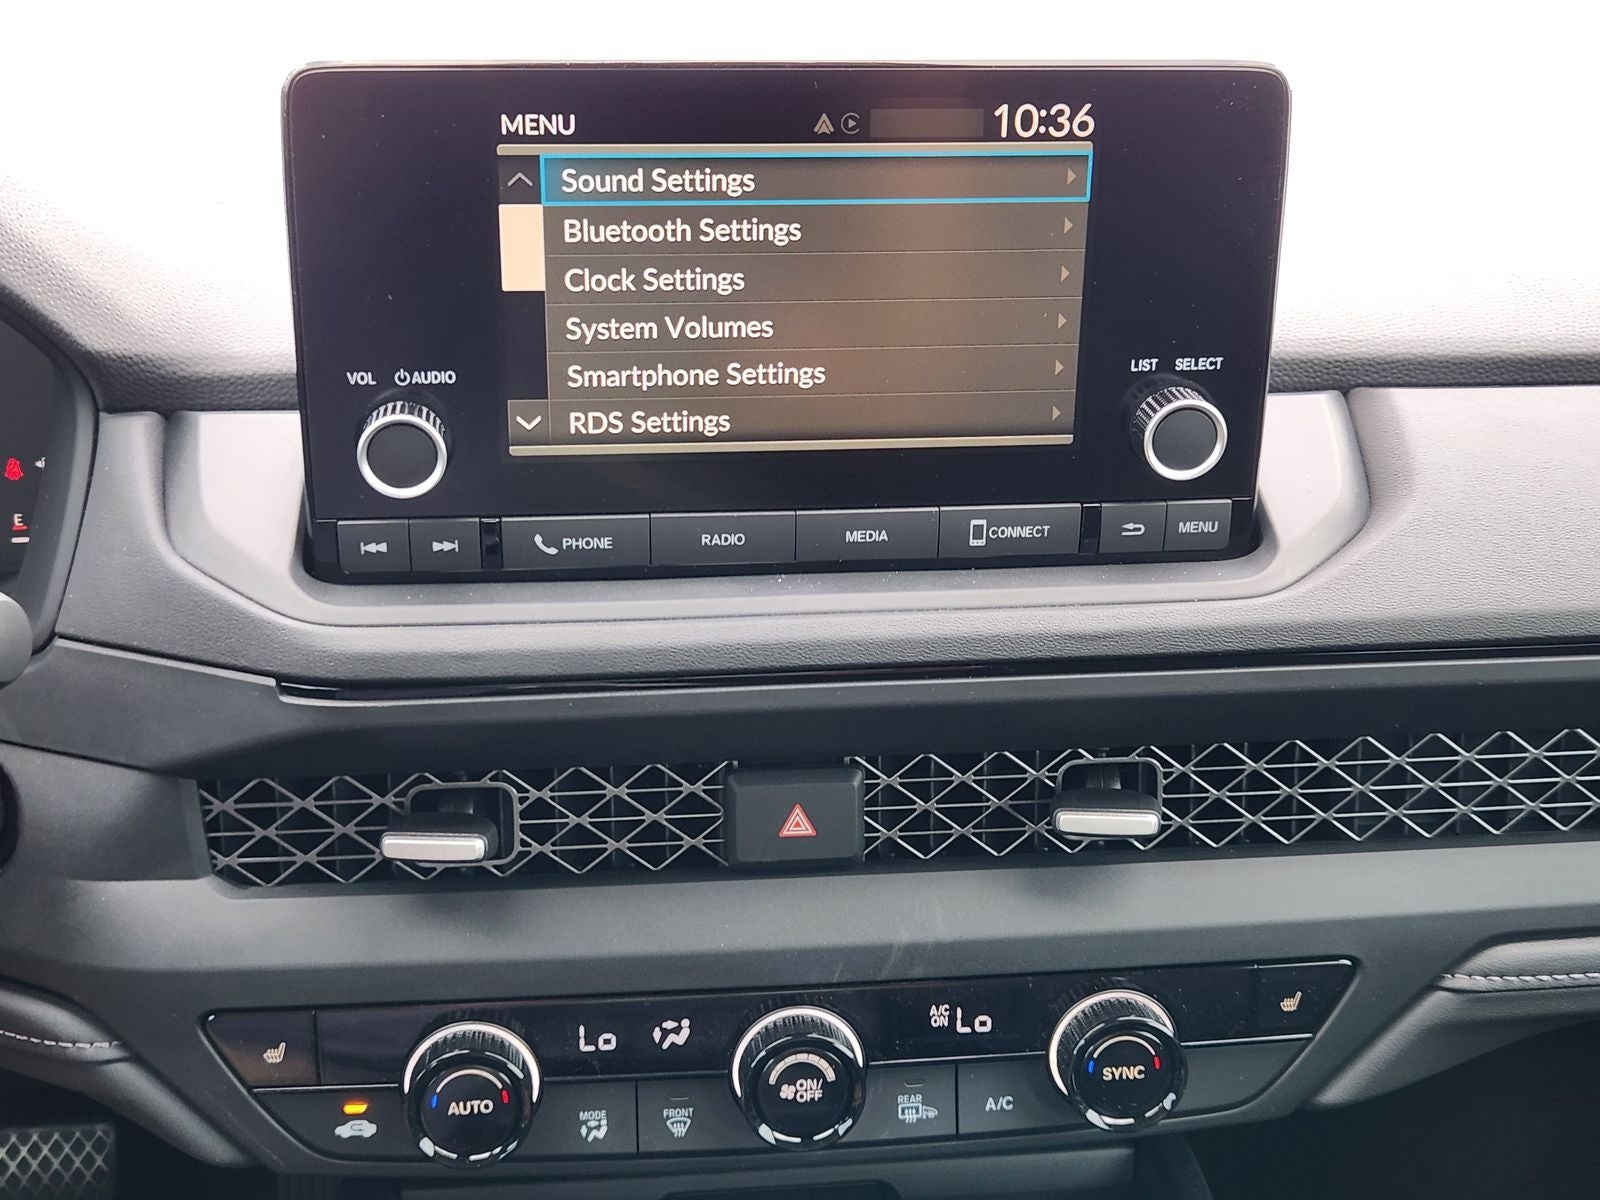 MENU 10:36
Sound Settings
Bluetooth Settings
Clock Settings
System Volumes
Smartphone Settings
RDS Settings
VOL AUDIO
LIST SELECT
E
PHONE RADIO MEDIA CONNECT MENU
Lo A/C ON Lo
AUTO ON/OFF SYNC
MODE FRONT REAR A/C